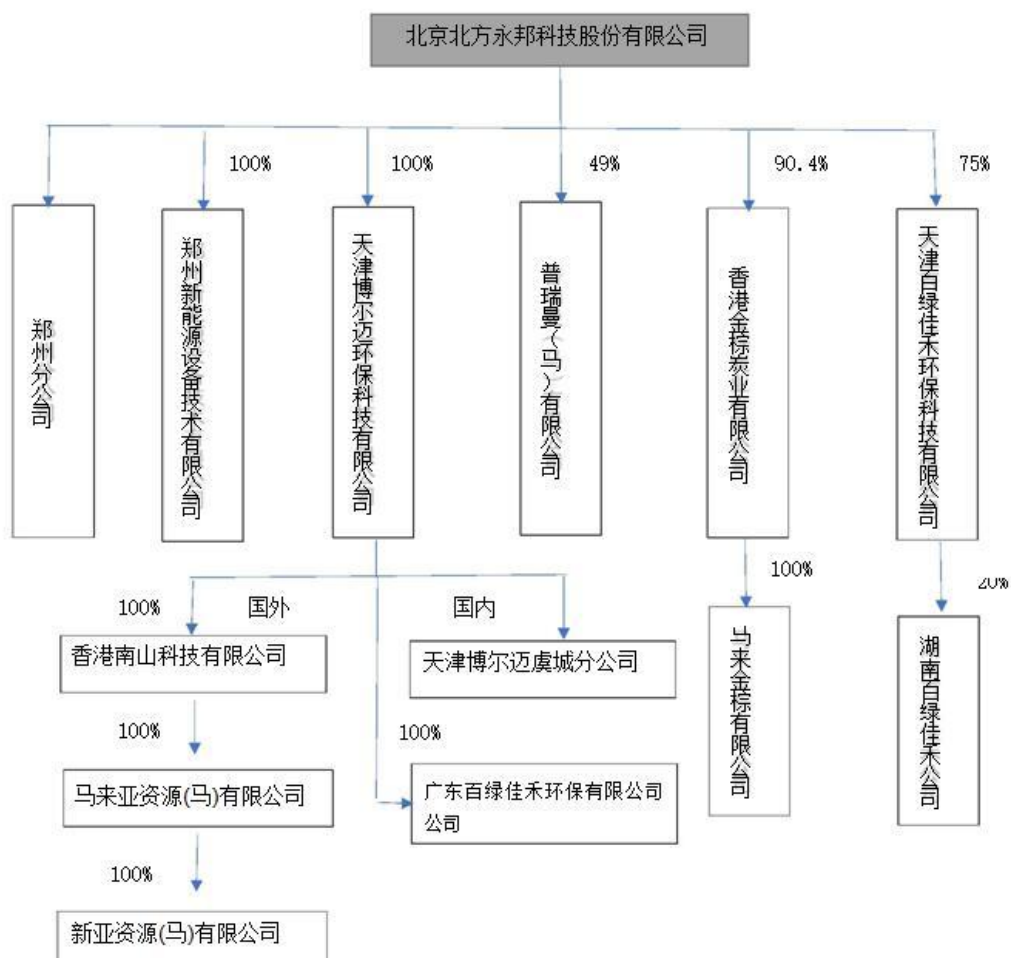 北京北方永邦科技股份有限公司
100%
100%
49%
90.4%
75%
郑州分公司
郑州新能源设备技术有限公司
天津博尔迈环保科技有限公司
普瑞曼(马)有限公司
香港金棕炭业有限公司
天津百绿佳禾环保科技有限公司
100%
国外
国内
100%
20%
香港南山科技有限公司
天津博尔迈虞城分公司
马来金棕有限公司
湖南百绿佳禾公司
100%
100%
马来亚资源(马)有限公司
广东百绿佳禾环保有限公司
公司
100%
新亚资源(马)有限公司